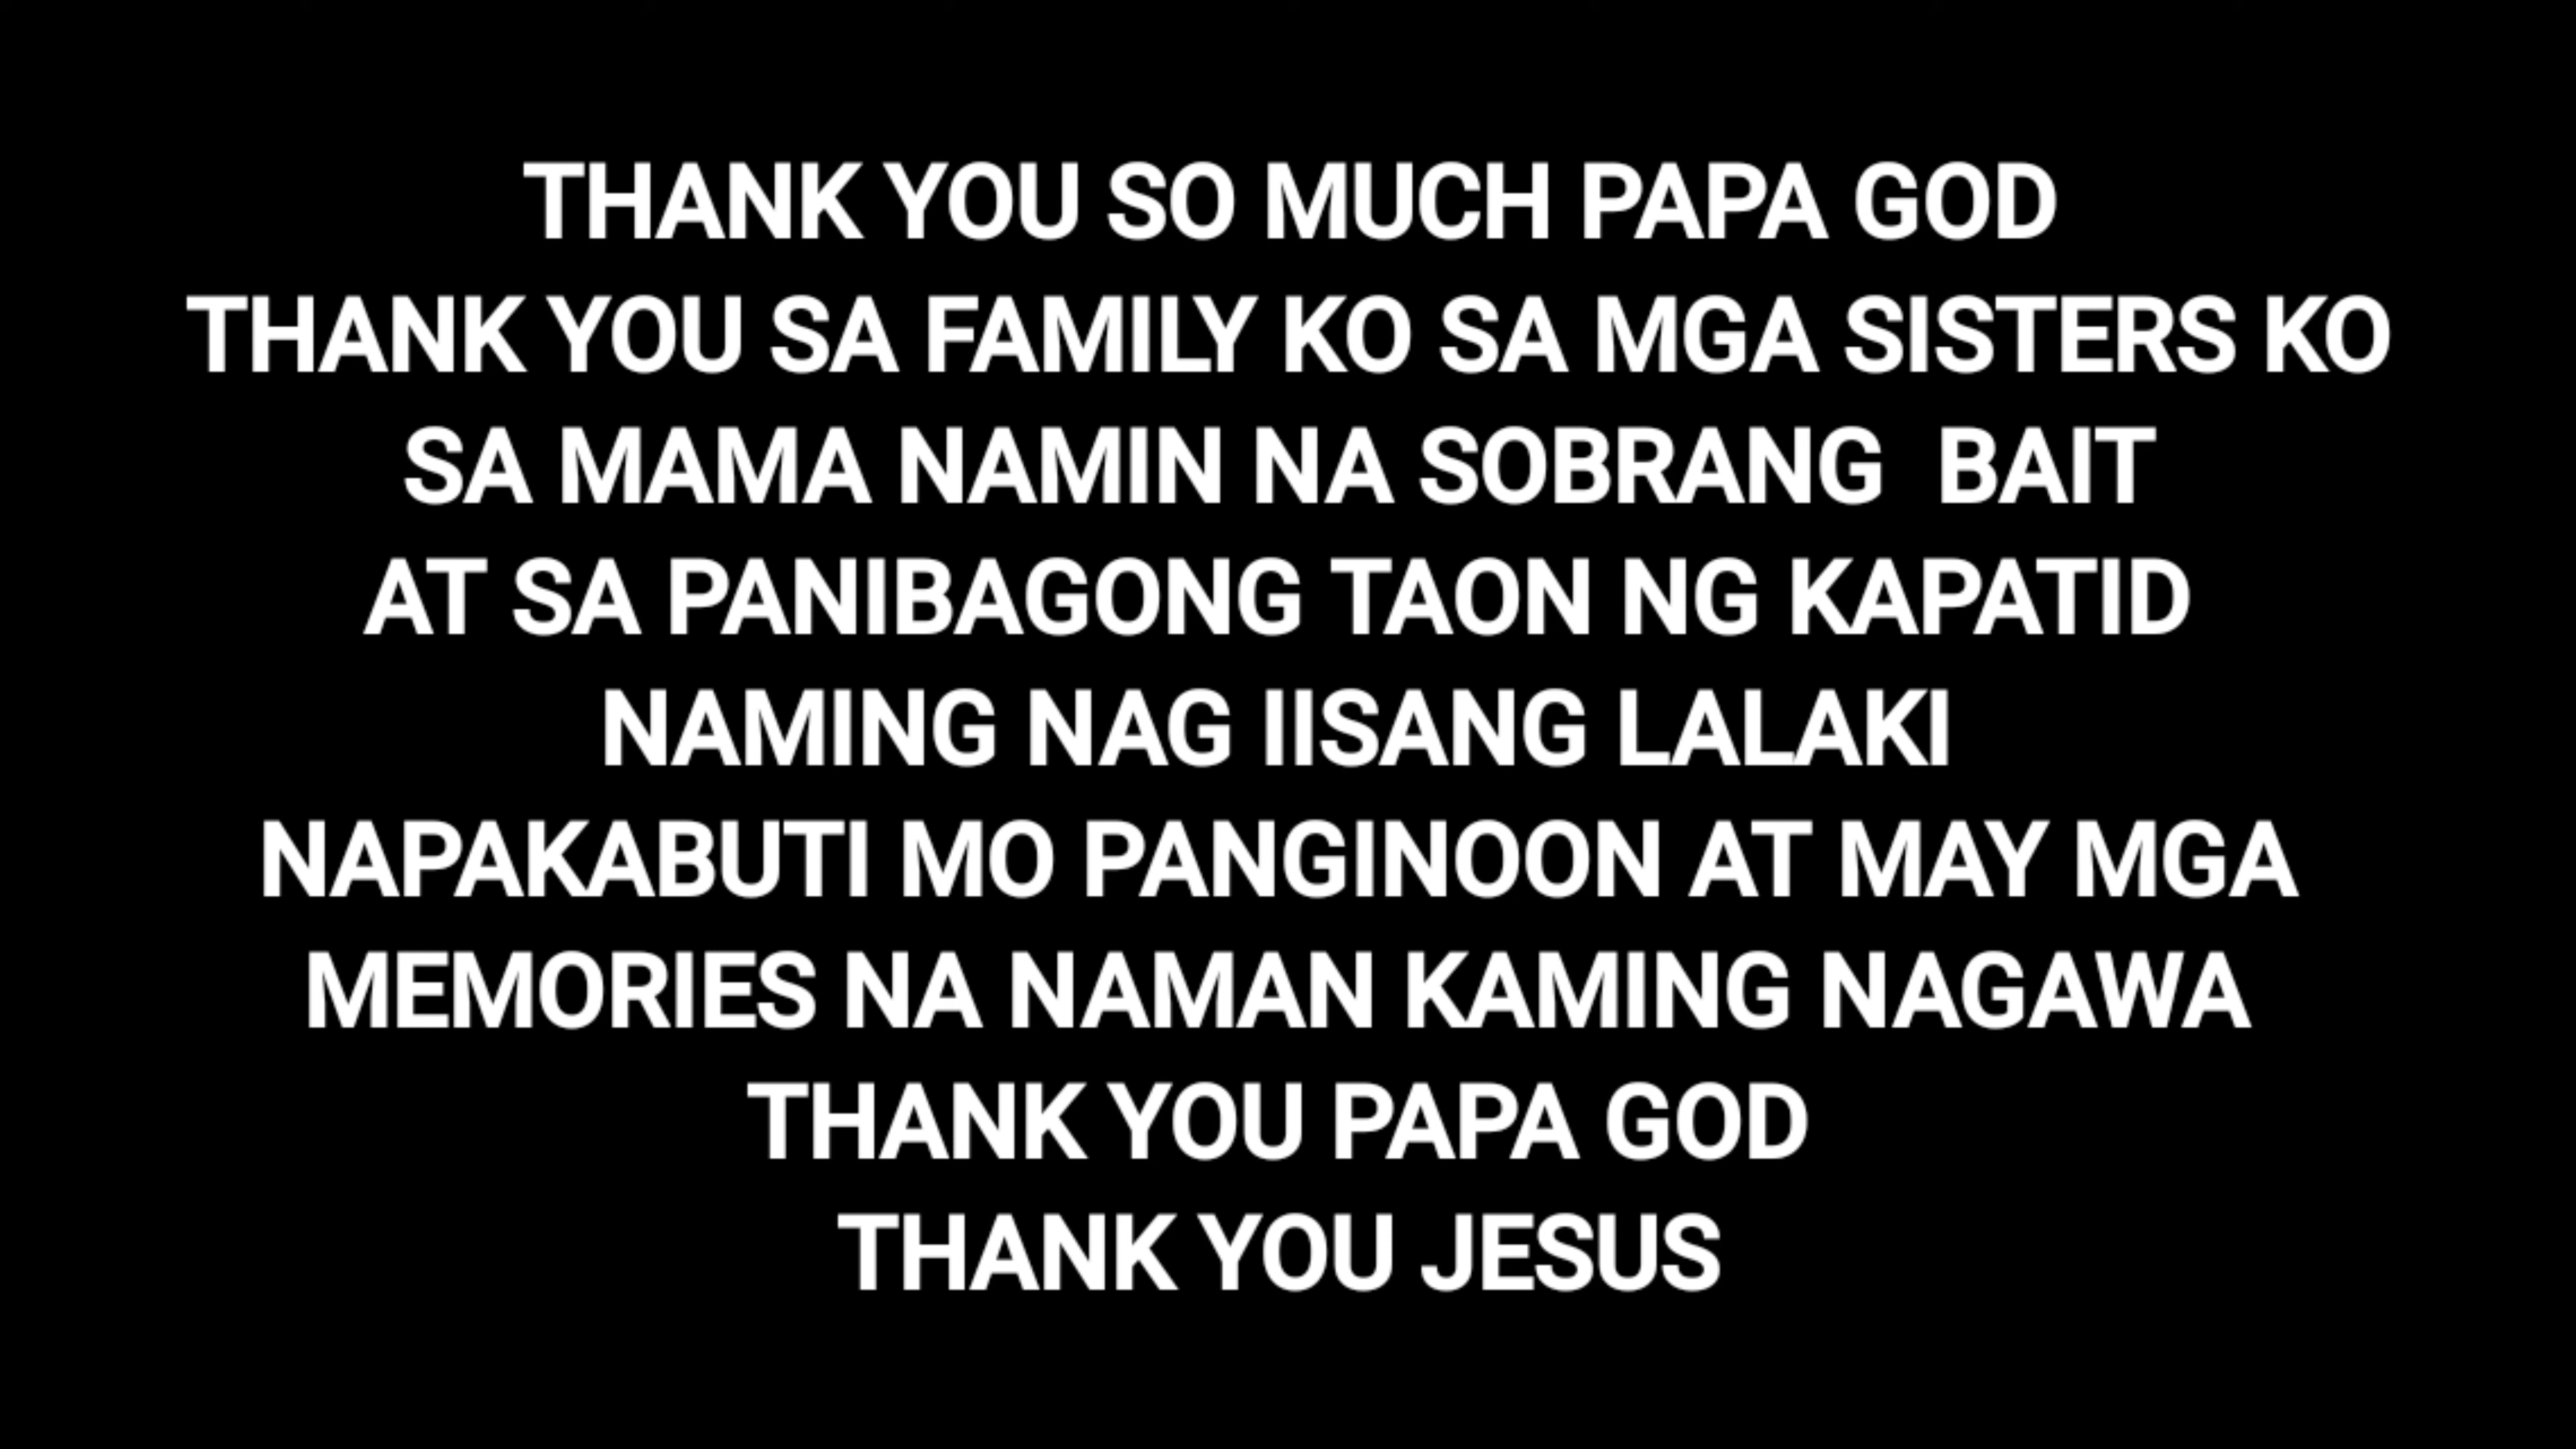 THANK YOU SO MUCH PAPA GOD
THANK YOU SA FAMILY KO SA MGA SISTERS KO
SA MAMA NAMIN NA SOBRANG  BAIT
AT SA PANIBAGONG TAON NG KAPATID
NAMING NAG IISANG LALAKI
NAPAKABUTI MO PANGINOON AT MAY MGA
MEMORIES NA NAMAN KAMING NAGAWA
THANK YOU PAPA GOD
THANK YOU JESUS